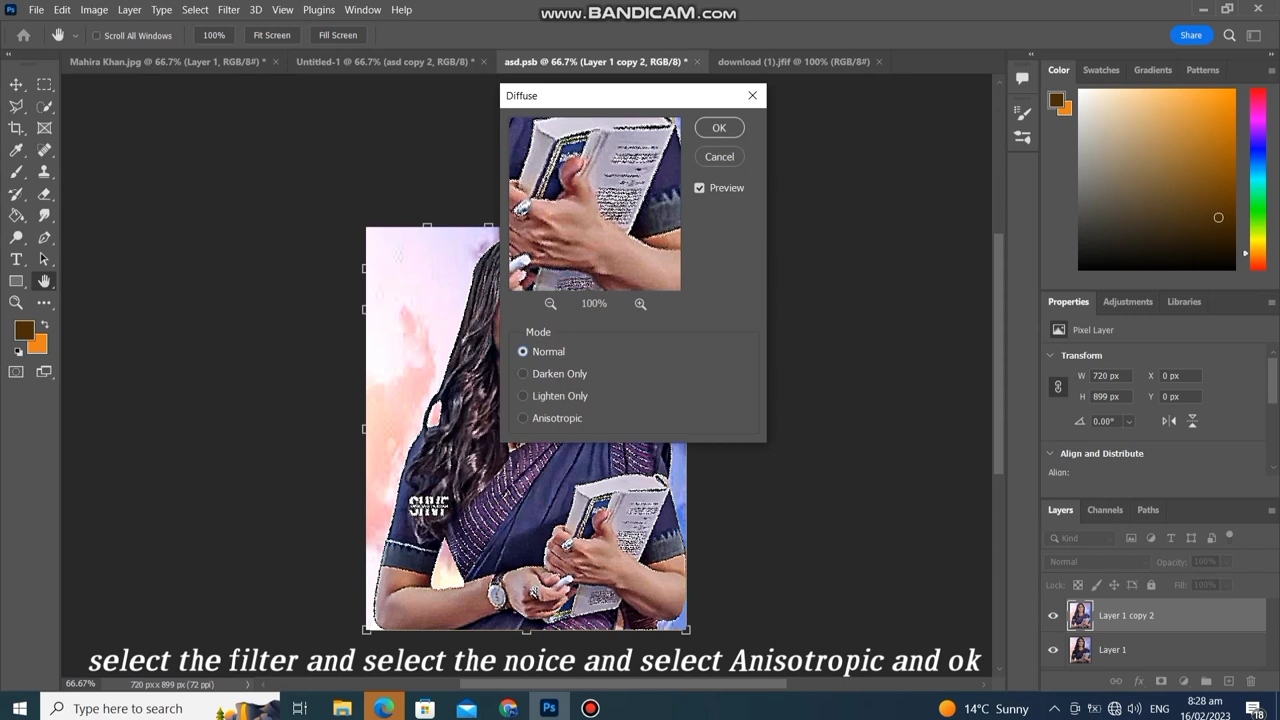 www.BANDICAM.com
Ps File Edit Image Layer Type Select Filter 3D View Plugins Window Help
Scroll All Windows 100% Fit Screen Fill Screen Share
Mahira Khan.jpg @ 66.7% (Layer 1, RGB/8#) * ×
Untitled-1 @ 66.7% (asd copy 2, RGB/8) * ×
asd.psb @ 66.7% (Layer 1 copy 2, RGB/8) * ×
download (1).jfif @ 100% (RGB/8#) ×
Diffuse
OK
Cancel
Preview
100%
Mode
Normal
Darken Only
Lighten Only
Anisotropic
Color Swatches Gradients Patterns
Properties Adjustments Libraries
Pixel Layer
Transform
W 720 px X 0 px
H 899 px Y 0 px
0.00°
Align and Distribute
Align:
Layers Channels Paths
Kind
Normal Opacity: 100%
Lock: Fill: 100%
Layer 1 copy 2
Layer 1
select the filter and select the noice and select Anisotropic and ok
66.67% 720 px x 899 px (72 ppi)
Type here to search
Ps
14°C Sunny
ENG
8:28 am
16/02/2023
18